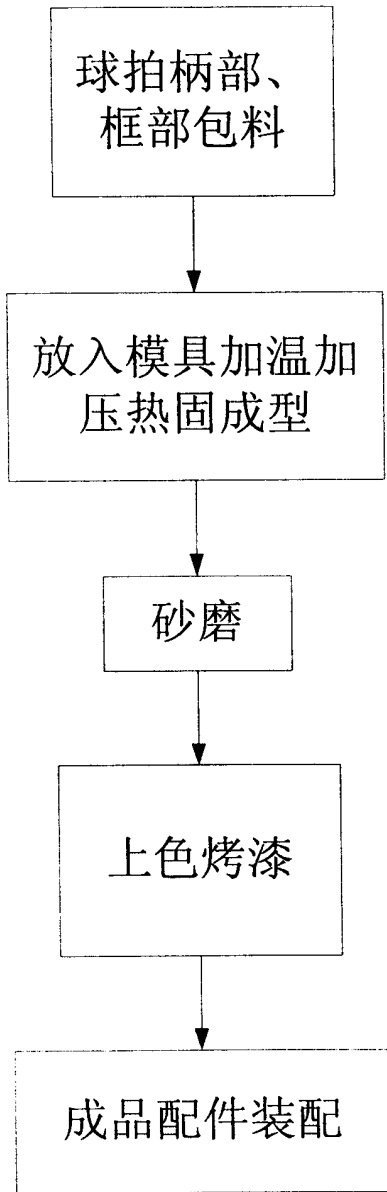 球拍柄部、
框部包料
放入模具加温加
压热固成型
砂磨
上色烤漆
成品配件装配